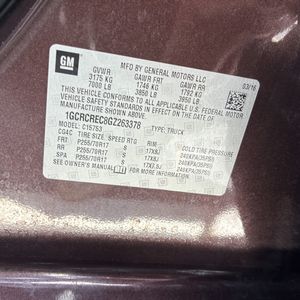 GM
MFD BY GENERAL MOTORS LLC
03/16
GVWR GAWR FRT GAWR RR
3175 KG 1746 KG 1792 KG
7000 LB 3850 LB 3950 LB
THIS VEHICLE CONFORMS TO ALL APPLICABLE
U.S. FEDERAL MOTOR VEHICLE SAFETY
STANDARDS IN EFFECT ON THE DATE OF
MANUFACTURE SHOWN ABOVE.
1GCRCREC8GZ263378 TYPE: TRUCK
MODEL: C15753
TIRE SIZE SPEED RTG RIM COLD TIRE PRESSURE
FRT P255/70R17 S 17X8J 240KPA(35PSI)
RR P255/70R17 S 17X8J 240KPA(35PSI)
SPA P255/70R17 S 240KPA(35PSI)
SEE OWNER'S MANUAL